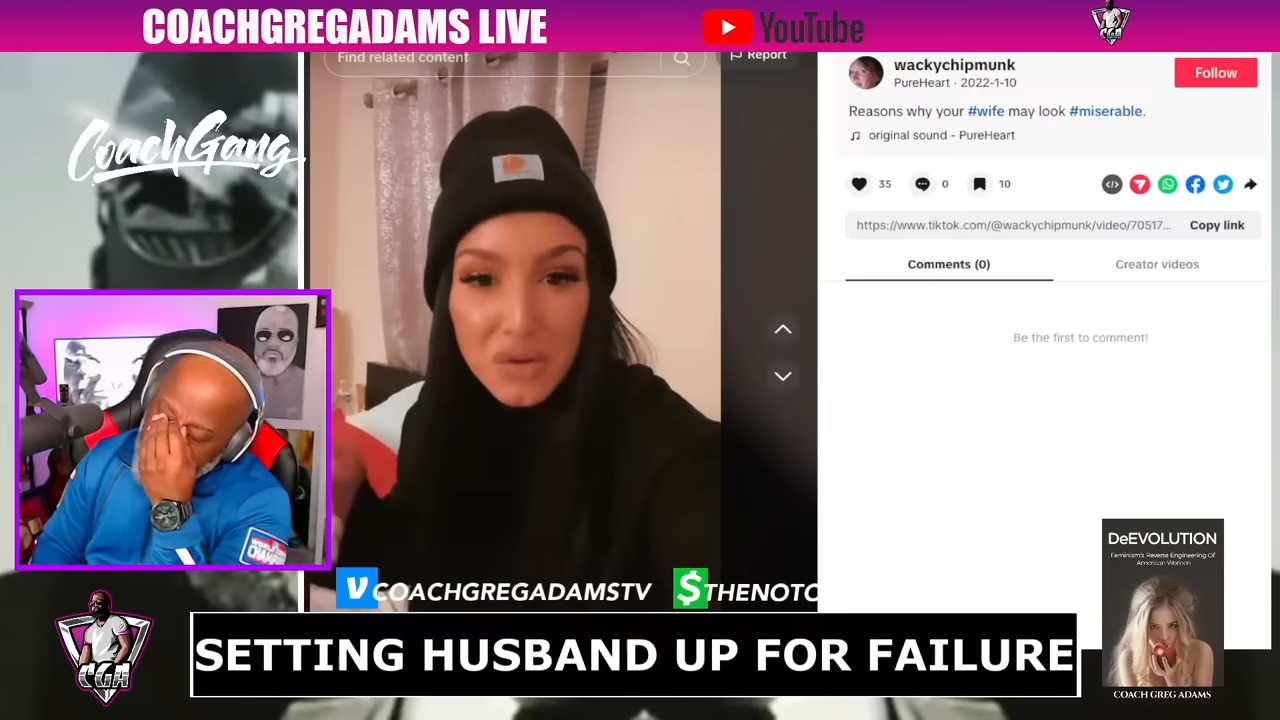 COACHGREGADAMS LIVE
YouTube
CGA
CoachGang
Find related content
Report
wackychipmunk
PureHeart · 2022-1-10
Follow
Reasons why your #wife may look #miserable.
original sound - PureHeart
35
0
10
https://www.tiktok.com/@wackychipmunk/video/70517...
Copy link
Comments (0)
Creator videos
Be the first to comment!
COACHGREGADAMSTV
$THENOTO
CGA
SETTING HUSBAND UP FOR FAILURE
DeEVOLUTION
Feminism's Reverse Engineering Of
American Women
COACH GREG ADAMS